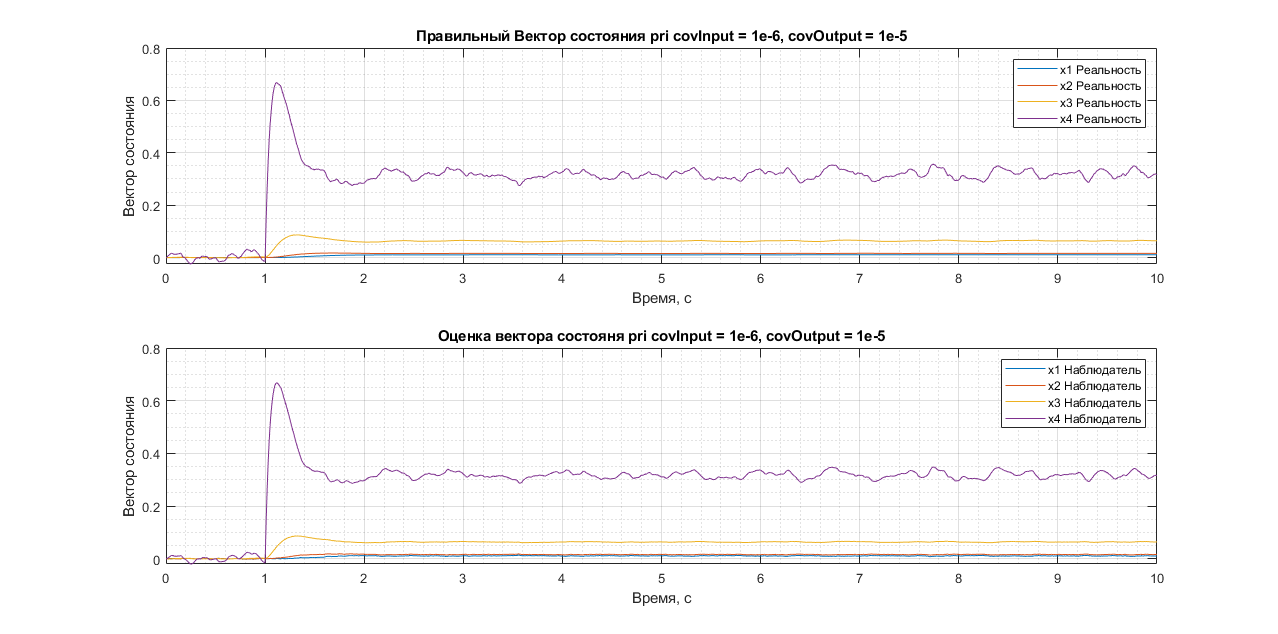 Правильный Вектор состояния pri covInput = 1e-6, covOutput = 1e-5
0.8
0.6
0.4
0.2
0
Вектор состояния
x1 Реальность
x2 Реальность
x3 Реальность
x4 Реальность
0 1 2 3 4 5 6 7 8 9 10
Время, с
Оценка вектора состояня pri covInput = 1e-6, covOutput = 1e-5
0.8
0.6
0.4
0.2
0
Вектор состояния
x1 Наблюдатель
x2 Наблюдатель
x3 Наблюдатель
x4 Наблюдатель
0 1 2 3 4 5 6 7 8 9 10
Время, с